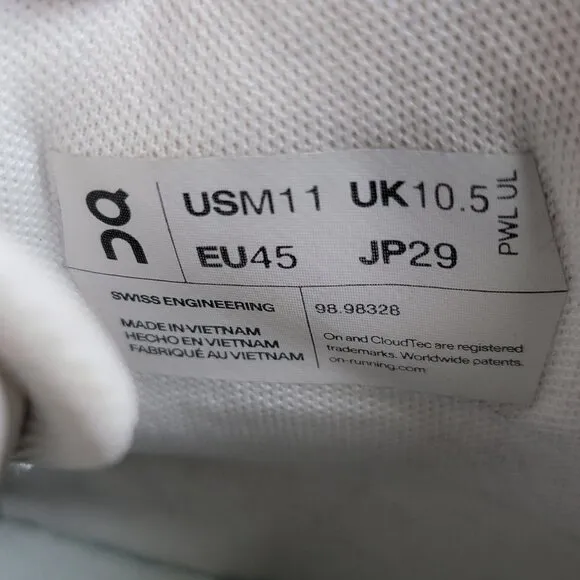 USM11 UK10.5
EU45 JP29
PWL UL
SWISS ENGINEERING
MADE IN VIETNAM
HECHO EN VIETNAM
FABRIQUÉ AU VIETNAM
98.98328
On and CloudTec are registered
trademarks. Worldwide patents.
on-running.com